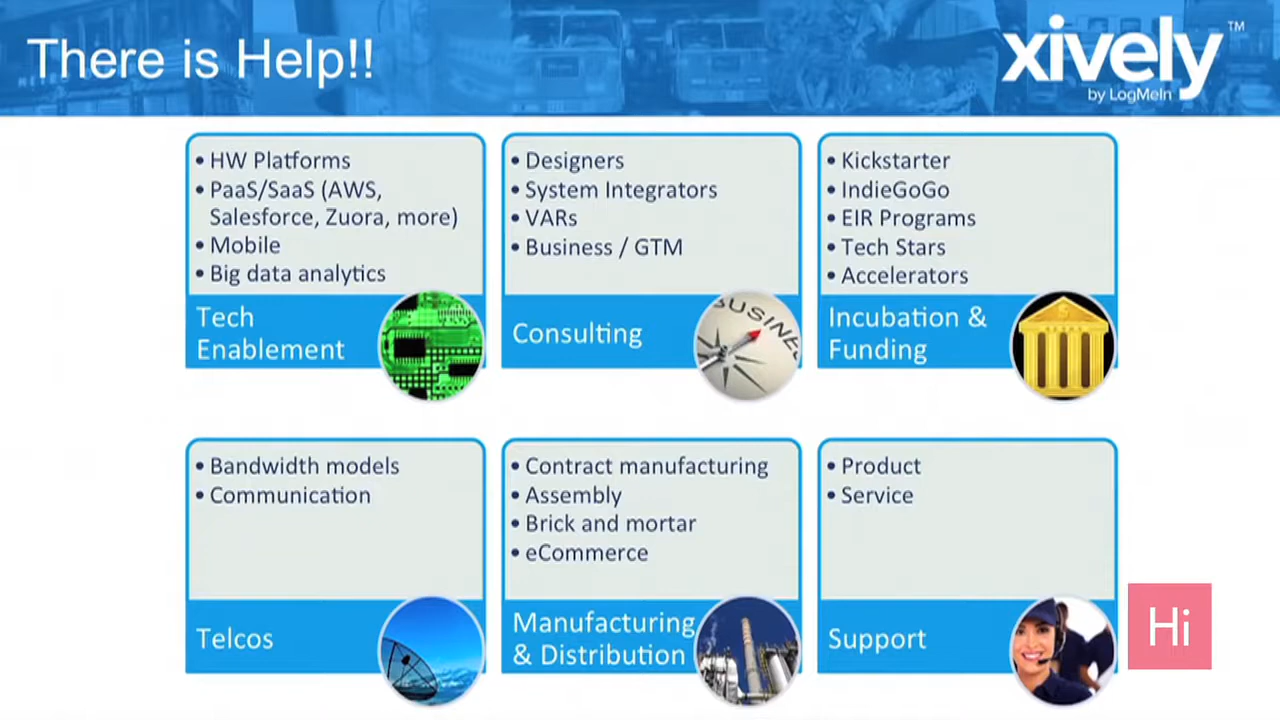 There is Help!!
xively™
by LogMeIn
• HW Platforms
• PaaS/SaaS (AWS,
Salesforce, Zuora, more)
• Mobile
• Big data analytics
Tech
Enablement
• Designers
• System Integrators
• VARs
• Business / GTM
Consulting
BUSINE
• Kickstarter
• IndieGoGo
• EIR Programs
• Tech Stars
• Accelerators
Incubation &
Funding
$
• Bandwidth models
• Communication
Telcos
• Contract manufacturing
• Assembly
• Brick and mortar
• eCommerce
Manufacturing
& Distribution
• Product
• Service
Support
Hi